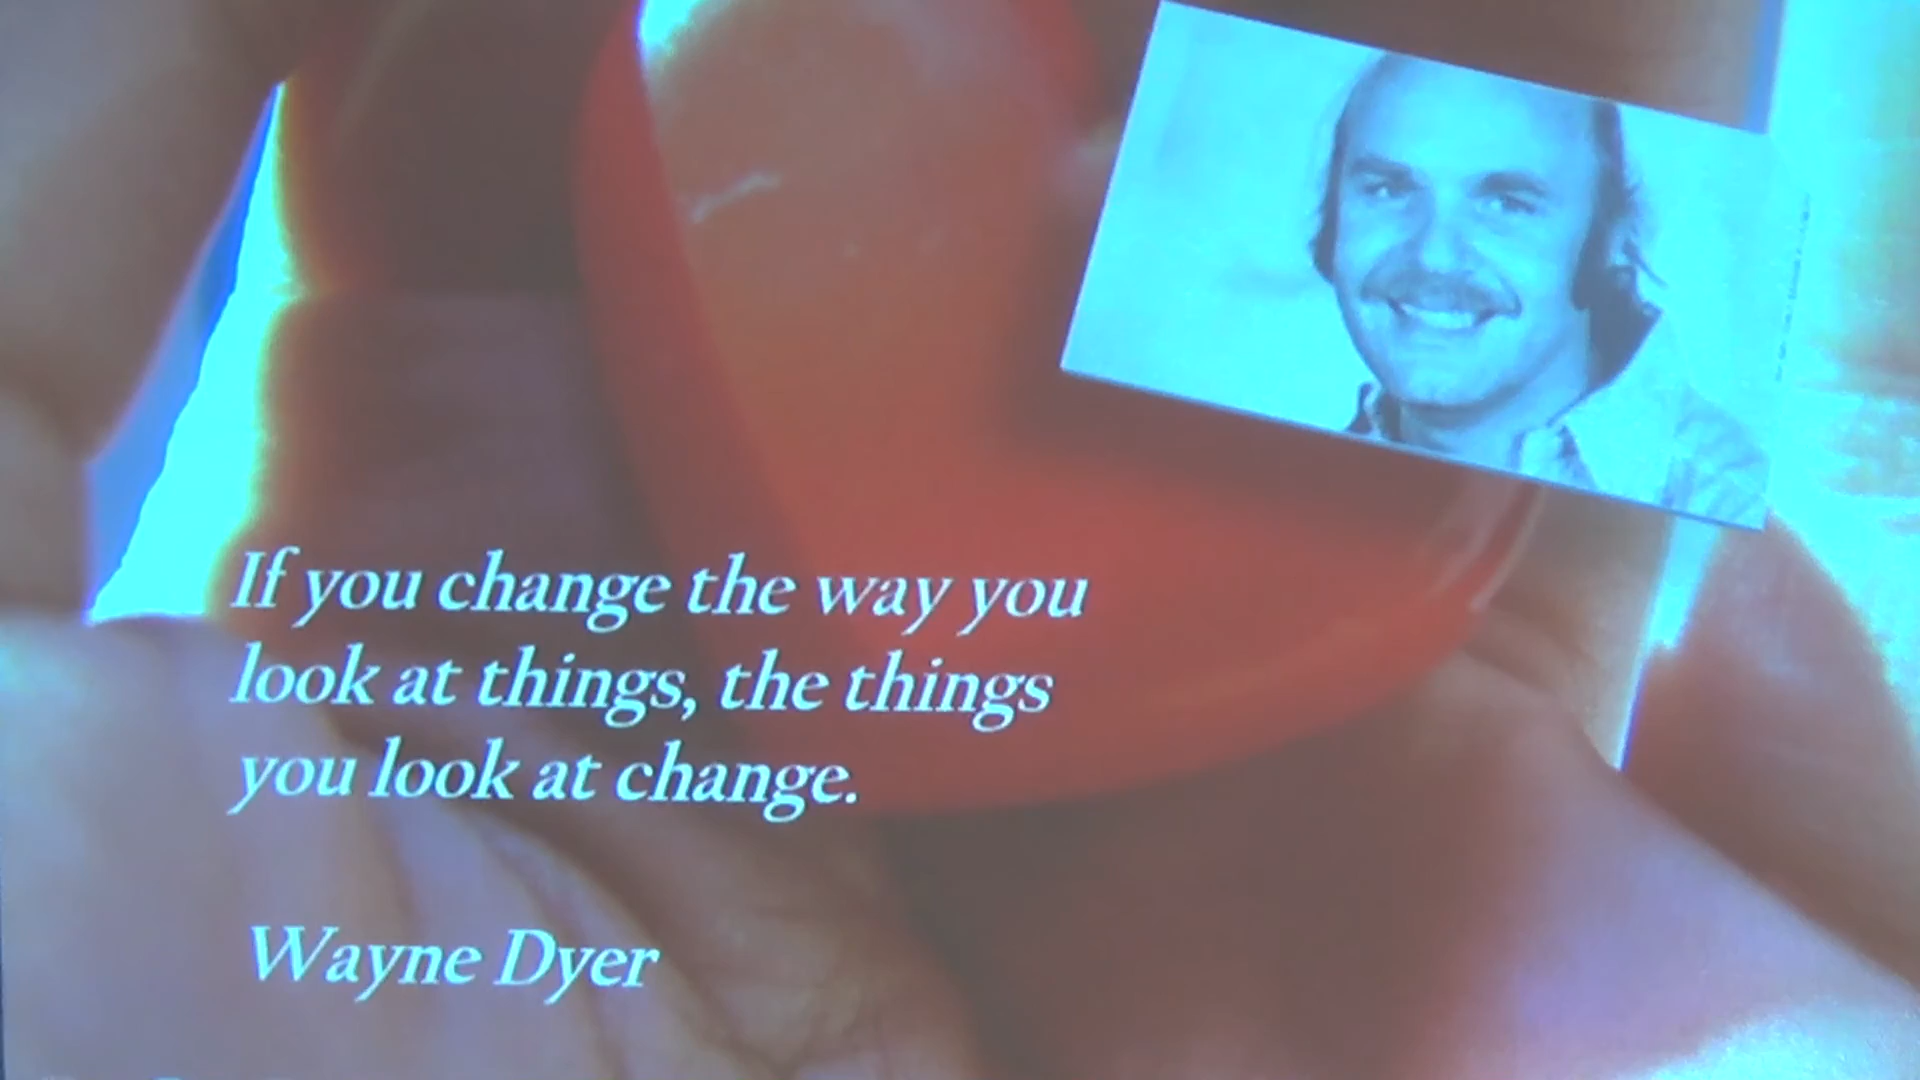 If you change the way you
look at things, the things
you look at change.
Wayne Dyer